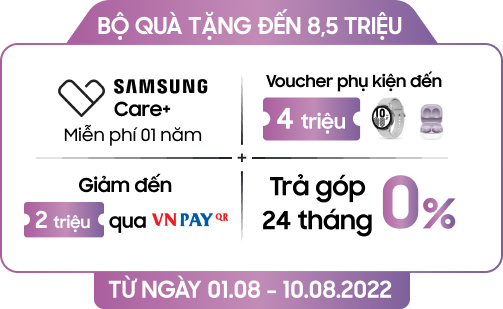 BỘ QUÀ TẶNG ĐẾN 8,5 TRIỆU
SAMSUNG
Care+
Miễn phí 01 năm
Voucher phụ kiện đến
4 triệu
Giảm đến
2 triệu qua VNPAY QR
Trả góp
24 tháng 0%
TỪ NGÀY 01.08 - 10.08.2022